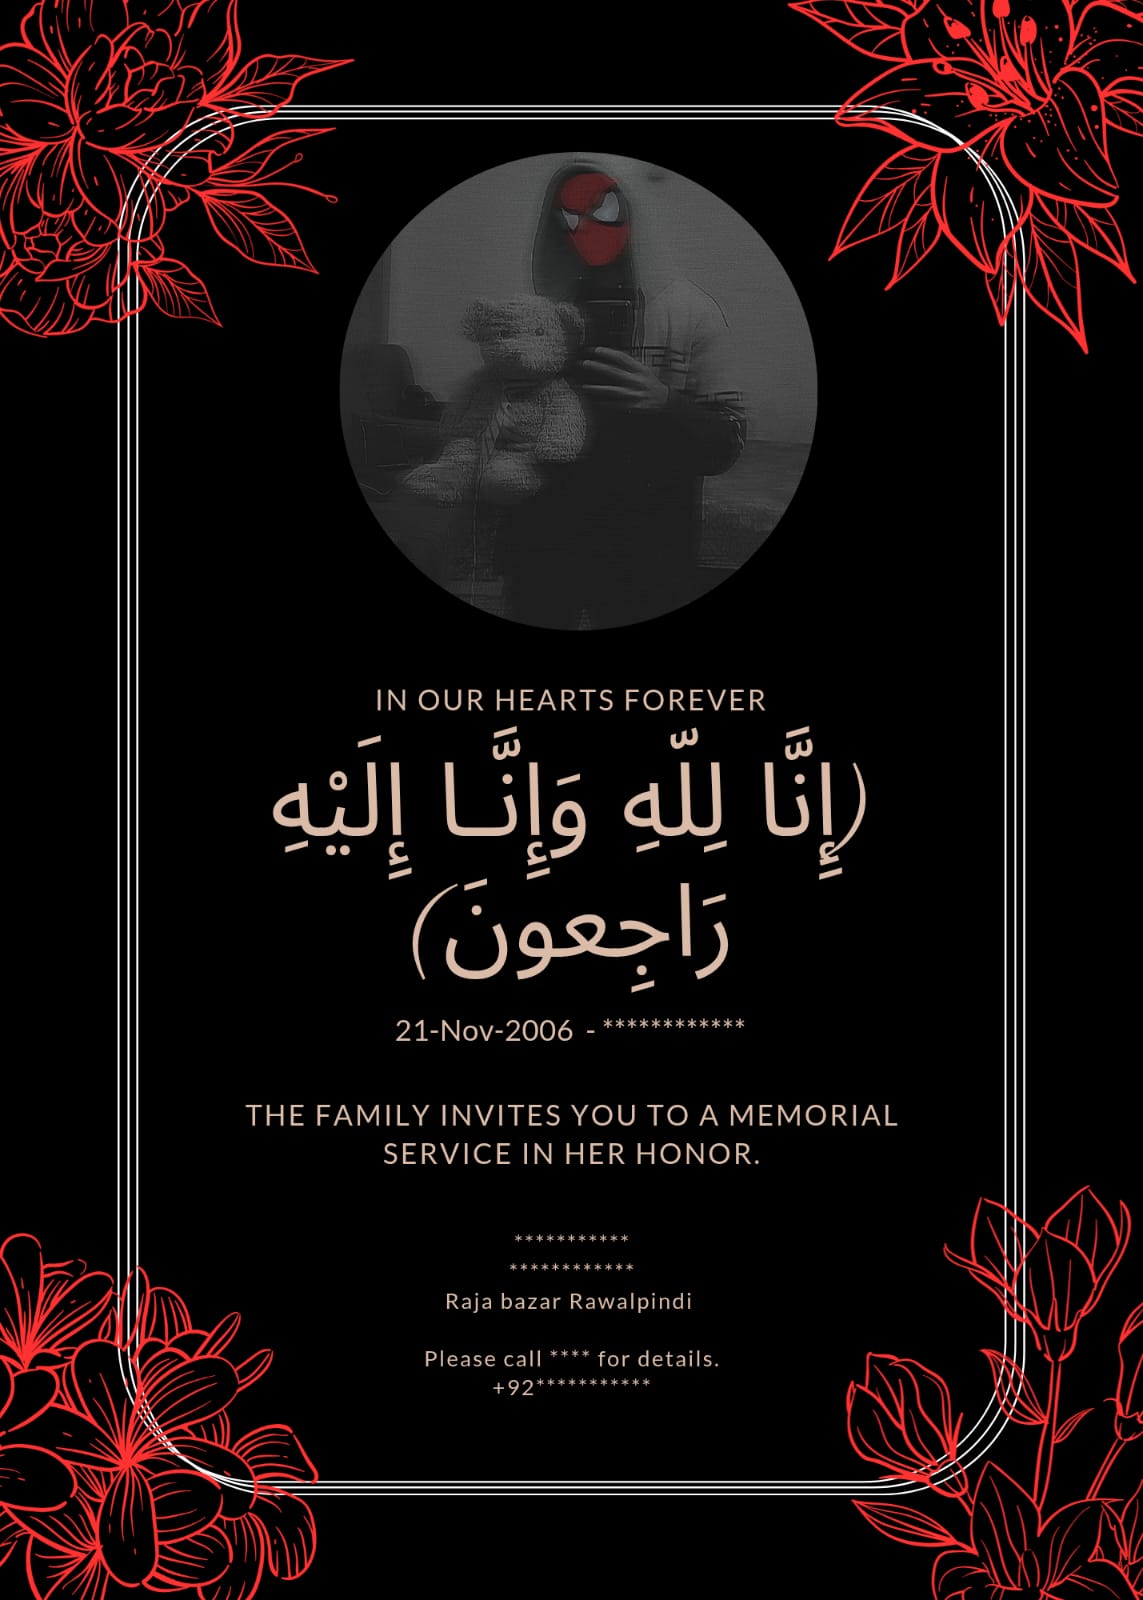 IN OUR HEARTS FOREVER
(إِنَّا لِلّهِ وَإِنَّـا إِلَيْهِ
رَاجِعونَ)
21-Nov-2006 - ************
THE FAMILY INVITES YOU TO A MEMORIAL
SERVICE IN HER HONOR.
***********
************
Raja bazar Rawalpindi
Please call **** for details.
+92***********